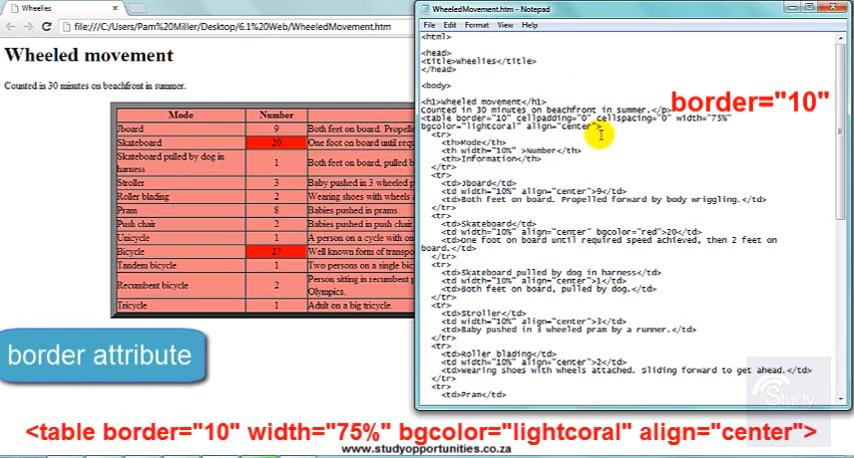 Wheelies
file:///C:/Users/Pam%20Miller/Desktop/6.1%20Web/WheeledMovement.htm
Wheeled movement
Counted in 30 minutes on beachfront in summer.
Mode Number
Jboard 9 Both feet on board. Propelle
Skateboard 20 One foot on board until requ
Skateboard pulled by dog in
harness 1 Both feet on board, pulled b
Stroller 3 Baby pushed in 3 wheeled p
Roller blading 2 Wearing shoes with wheels a
Pram 8 Babies pushed in prams.
Push chair 2 Babies pushed in push chairs
Unicycle 1 A person on a cycle with on
Bicycle 27 Well known form of transpo
Tandem bicycle 1 Two persons on a single bic
Recumbent bicycle 2 Person sitting in recumbent p
Olympics.
Tricycle 1 Adult on a big tricycle.
border attribute
WheeledMovement.htm - Notepad
File Edit Format View Help
<html>
<head>
<title>wheelies</title>
</head>
<body>
<h1>Wheeled movement</h1>
Counted in 30 minutes on beachfront in summer.</p>
<table border="10" cellpadding="0" cellspacing="0" width="75%"
bgcolor="lightcoral" align="center">
<tr>
<th>Mode</th>
<th width="10%" >Number</th>
<th>Information</th>
</tr>
<tr>
<td>Jboard</td>
<td width="10%" align="center">9</td>
<td>Both feet on board. Propelled forward by body wriggling.</td>
</tr>
<tr>
<td>Skateboard</td>
<td width="10%" align="center" bgcolor="red">20</td>
<td>One foot on board until required speed achieved, then 2 feet on
board.</td>
</tr>
<tr>
<td>Skateboard pulled by dog in harness</td>
<td width="10%" align="center">1</td>
<td>Both feet on board, pulled by dog.</td>
</tr>
<tr>
<td>Stroller</td>
<td width="10%" align="center">3</td>
<td>Baby pushed in 3 wheeled pram by a runner.</td>
</tr>
<tr>
<td>Roller blading</td>
<td width="10%" align="center">2</td>
<td>Wearing shoes with wheels attached. Sliding forward to get ahead.</td>
</tr>
<tr>
<td>Pram</td>
border="10"
Study
<table border="10" width="75%" bgcolor="lightcoral" align="center">
www.studyopportunities.co.za